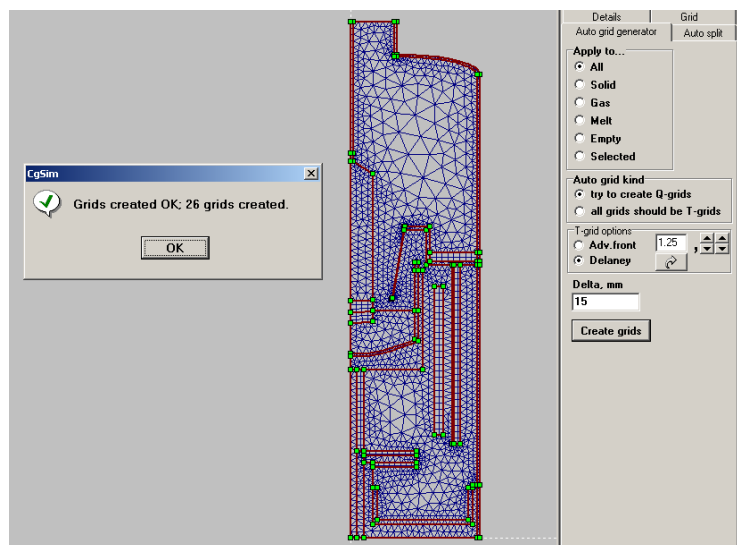 Details Grid
Auto grid generator Auto split
Apply to...
All
Solid
Gas
Melt
Empty
Selected
CgSim
Grids created OK; 26 grids created.
OK
Auto grid kind
try to create Q-grids
all grids should be T-grids
T-grid options
Adv.front 1.25 ,
Delaney
Delta, mm
15
Create grids